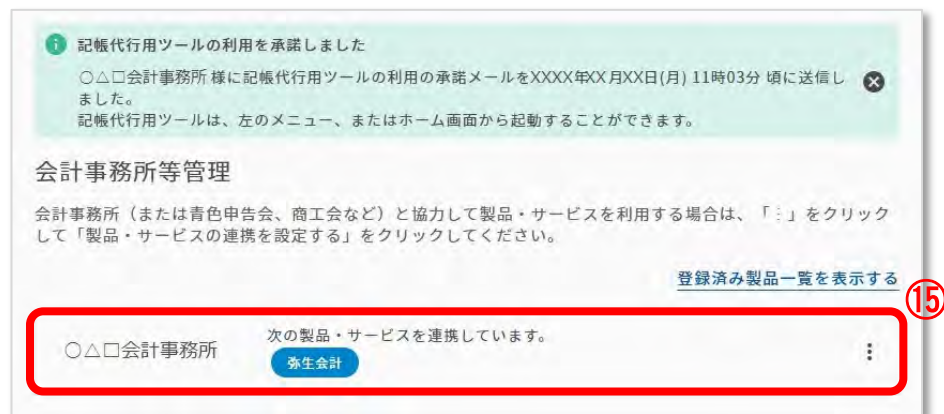 記帳代行用ツールの利用を承諾しました
○△□会計事務所 様に記帳代行用ツールの利用の承諾メールをXXXX年XX月XX日(月) 11時03分 頃に送信し
ました。
記帳代行用ツールは、左のメニュー、またはホーム画面から起動することができます。
会計事務所等管理
会計事務所（または青色申告会、商工会など）と協力して製品・サービスを利用する場合は、「⋮」をクリック
して「製品・サービスの連携を設定する」をクリックしてください。
登録済み製品一覧を表示する
⑮
○△□会計事務所
次の製品・サービスを連携しています。
弥生会計